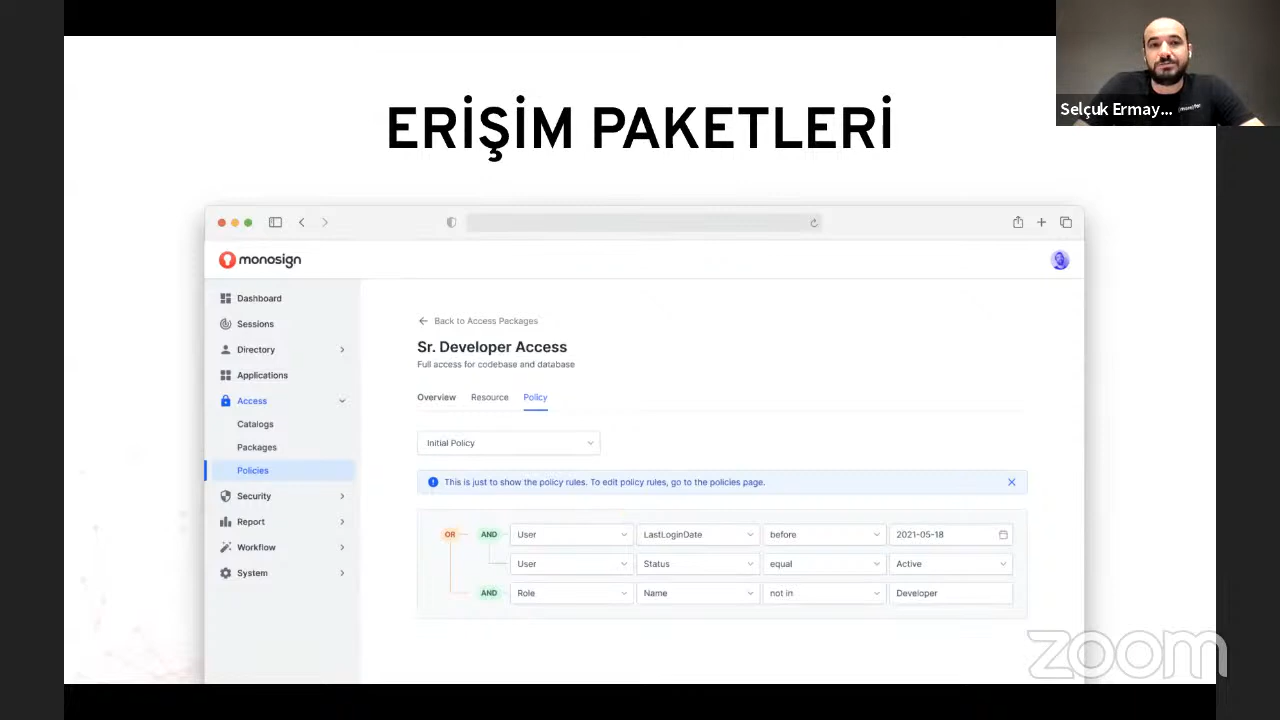 ERİŞİM PAKETLERİ
Selçuk Ermay...
monosign
Dashboard
Sessions
Directory
Applications
Access
Catalogs
Packages
Policies
Security
Report
Workflow
System
Back to Access Packages
Sr. Developer Access
Full access for codebase and database
Overview Resource Policy
Initial Policy
This is just to show the policy rules. To edit policy rules, go to the policies page.
OR AND User LastLoginDate before 2021-05-18
User Status equal Active
AND Role Name not in Developer
zoom